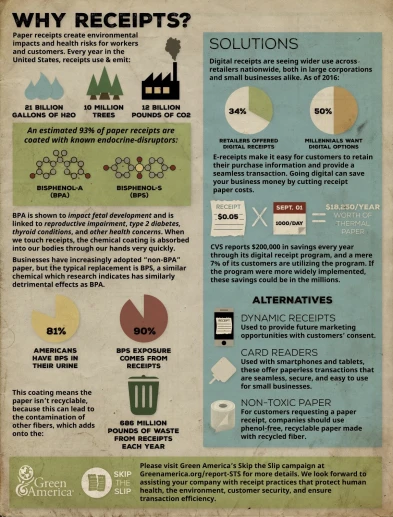 WHY RECEIPTS?
Paper receipts create environmental
impacts and health risks for workers
and customers. Every year in the
United States, receipts use & emit:
21 BILLION
GALLONS OF H2O
10 MILLION
TREES
12 BILLION
POUNDS OF CO2
An estimated 93% of paper receipts are
coated with known endocrine-disruptors:
BISPHENOL-A
(BPA)
BISPHENOL-S
(BPS)
BPA is shown to impact fetal development and is
linked to reproductive impairment, type 2 diabetes,
thyroid conditions, and other health concerns. When
we touch receipts, the chemical coating is absorbed
into our bodies through our hands very quickly.
Businesses have increasingly adopted "non-BPA"
paper, but the typical replacement is BPS, a similar
chemical which research indicates has similarly
detrimental effects as BPA.
81%
AMERICANS
HAVE BPS IN
THEIR URINE
90%
BPS EXPOSURE
COMES FROM
RECEIPTS
This coating means the
paper isn't recyclable,
because this can lead to
the contamination of
other fibers, which adds
onto the:
686 MILLION
POUNDS OF WASTE
FROM RECEIPTS
EACH YEAR
SOLUTIONS
Digital receipts are seeing wider use across
retailers nationwide, both in large corporations
and small businesses alike. As of 2016:
34%
RETAILERS OFFERED
DIGITAL RECEIPTS
50%
MILLENNIALS WANT
DIGITAL OPTIONS
E-receipts make it easy for customers to retain
their purchase information and provide a
seamless transaction. Going digital can save
your business money by cutting receipt
paper costs.
RECEIPT
$0.05
X
SEPT. 01
1000/DAY
=
$18,250/YEAR
WORTH OF
THERMAL
PAPER
CVS reports $200,000 in savings every year
through its digital receipt program, and a mere
7% of its customers are utilizing the program. If
the program were more widely implemented,
these savings could be in the millions.
ALTERNATIVES
RECEIPT
DYNAMIC RECEIPTS
Used to provide future marketing
opportunities with customers' consent.
CARD READERS
Used with smartphones and tablets,
these offer paperless transactions that
are seamless, secure, and easy to use
for small businesses.
NON-TOXIC PAPER
For customers requesting a paper
receipt, companies should use
phenol-free, recyclable paper made
with recycled fiber.
Green
America
SKIP
THE
SLIP
Please visit Green America's Skip the Slip campaign at
Greenamerica.org/report-STS for more details. We look forward to
assisting your company with receipt practices that protect human
health, the environment, customer security, and ensure
transaction efficiency.